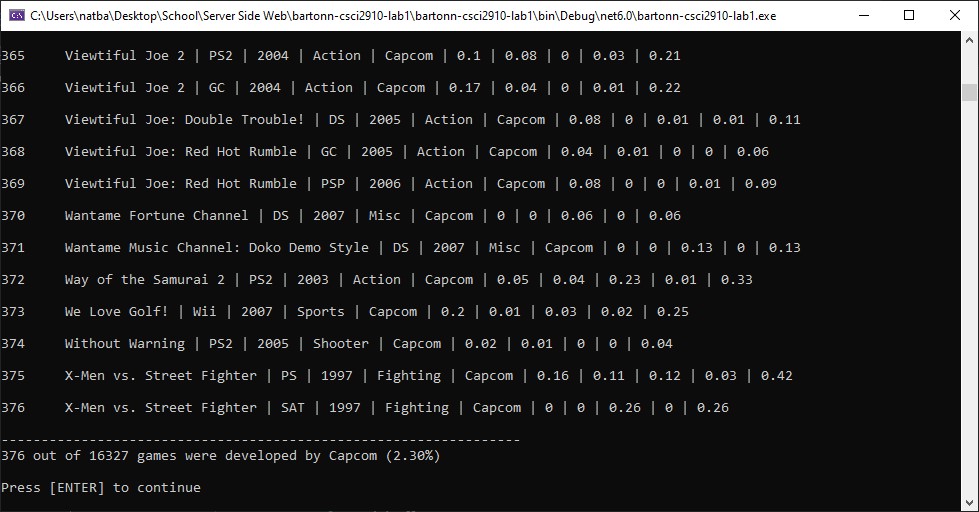 C:\Users\natba\Desktop\School\Server Side Web\bartonn-csci2910-lab1\bartonn-csci2910-lab1\bin\Debug\net6.0\bartonn-csci2910-lab1.exe
365 Viewtiful Joe 2 | PS2 | 2004 | Action | Capcom | 0.1 | 0.08 | 0 | 0.03 | 0.21
366 Viewtiful Joe 2 | GC | 2004 | Action | Capcom | 0.17 | 0.04 | 0 | 0.01 | 0.22
367 Viewtiful Joe: Double Trouble! | DS | 2005 | Action | Capcom | 0.08 | 0 | 0.01 | 0.01 | 0.11
368 Viewtiful Joe: Red Hot Rumble | GC | 2005 | Action | Capcom | 0.04 | 0.01 | 0 | 0 | 0.06
369 Viewtiful Joe: Red Hot Rumble | PSP | 2006 | Action | Capcom | 0.08 | 0 | 0 | 0.01 | 0.09
370 Wantame Fortune Channel | DS | 2007 | Misc | Capcom | 0 | 0 | 0.06 | 0 | 0.06
371 Wantame Music Channel: Doko Demo Style | DS | 2007 | Misc | Capcom | 0 | 0 | 0.13 | 0 | 0.13
372 Way of the Samurai 2 | PS2 | 2003 | Action | Capcom | 0.05 | 0.04 | 0.23 | 0.01 | 0.33
373 We Love Golf! | Wii | 2007 | Sports | Capcom | 0.2 | 0.01 | 0.03 | 0.02 | 0.25
374 Without Warning | PS2 | 2005 | Shooter | Capcom | 0.02 | 0.01 | 0 | 0 | 0.04
375 X-Men vs. Street Fighter | PS | 1997 | Fighting | Capcom | 0.16 | 0.11 | 0.12 | 0.03 | 0.42
376 X-Men vs. Street Fighter | SAT | 1997 | Fighting | Capcom | 0 | 0 | 0.26 | 0 | 0.26
-----------------------------------------------------------------
376 out of 16327 games were developed by Capcom (2.30%)
Press [ENTER] to continue